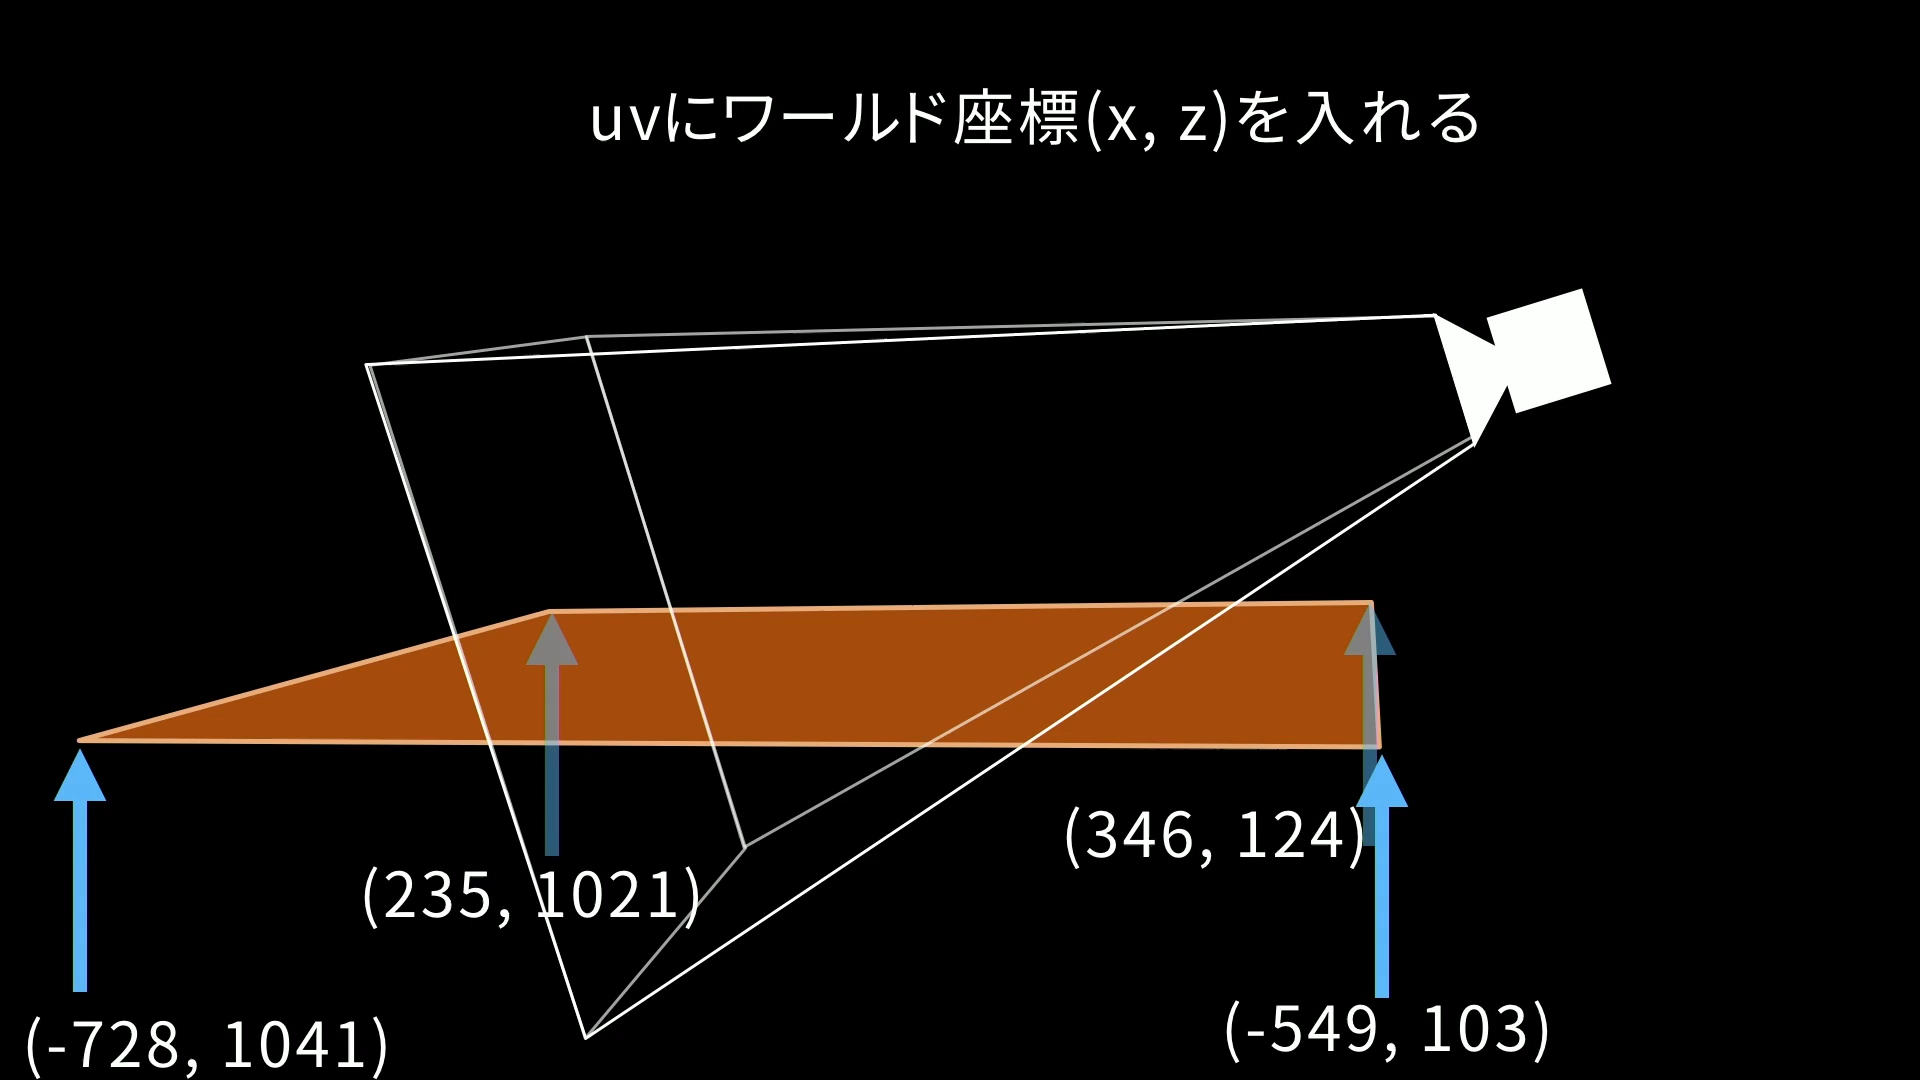 uvにワールド座標(x, z)を入れる
(346, 124)
(235, 1021)
(-549, 103)
(-728, 1041)